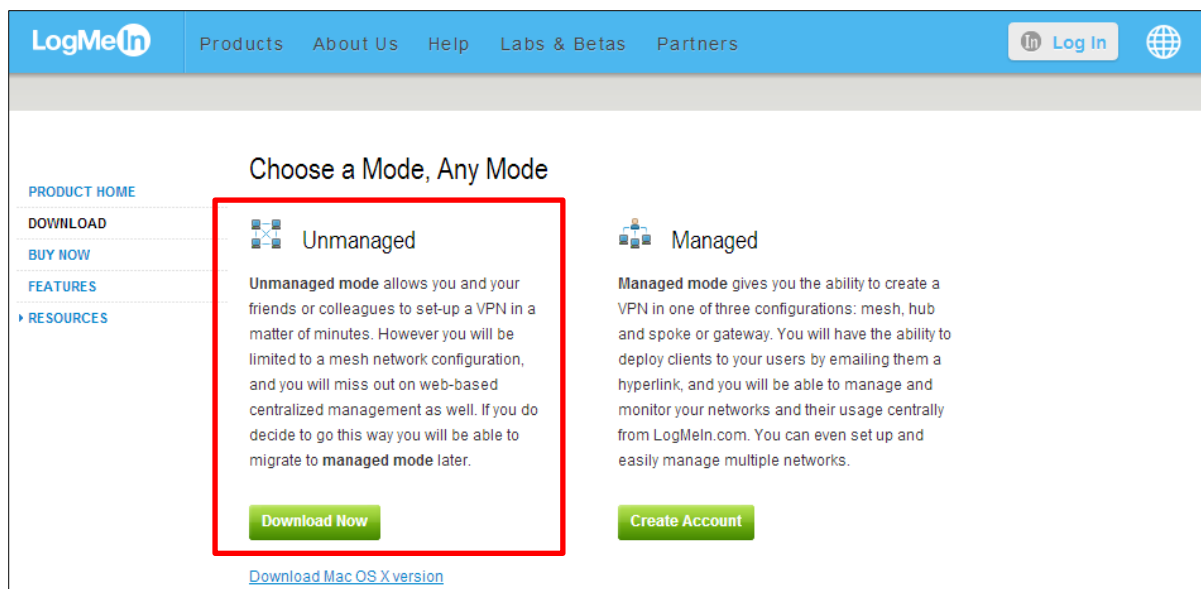 LogMeIn
Products About Us Help Labs & Betas Partners
In Log In
PRODUCT HOME
DOWNLOAD
BUY NOW
FEATURES
RESOURCES
Choose a Mode, Any Mode
Unmanaged
Unmanaged mode allows you and your
friends or colleagues to set-up a VPN in a
matter of minutes. However you will be
limited to a mesh network configuration,
and you will miss out on web-based
centralized management as well. If you do
decide to go this way you will be able to
migrate to managed mode later.
Download Now
Download Mac OS X version
Managed
Managed mode gives you the ability to create a
VPN in one of three configurations: mesh, hub
and spoke or gateway. You will have the ability to
deploy clients to your users by emailing them a
hyperlink, and you will be able to manage and
monitor your networks and their usage centrally
from LogMeIn.com. You can even set up and
easily manage multiple networks.
Create Account